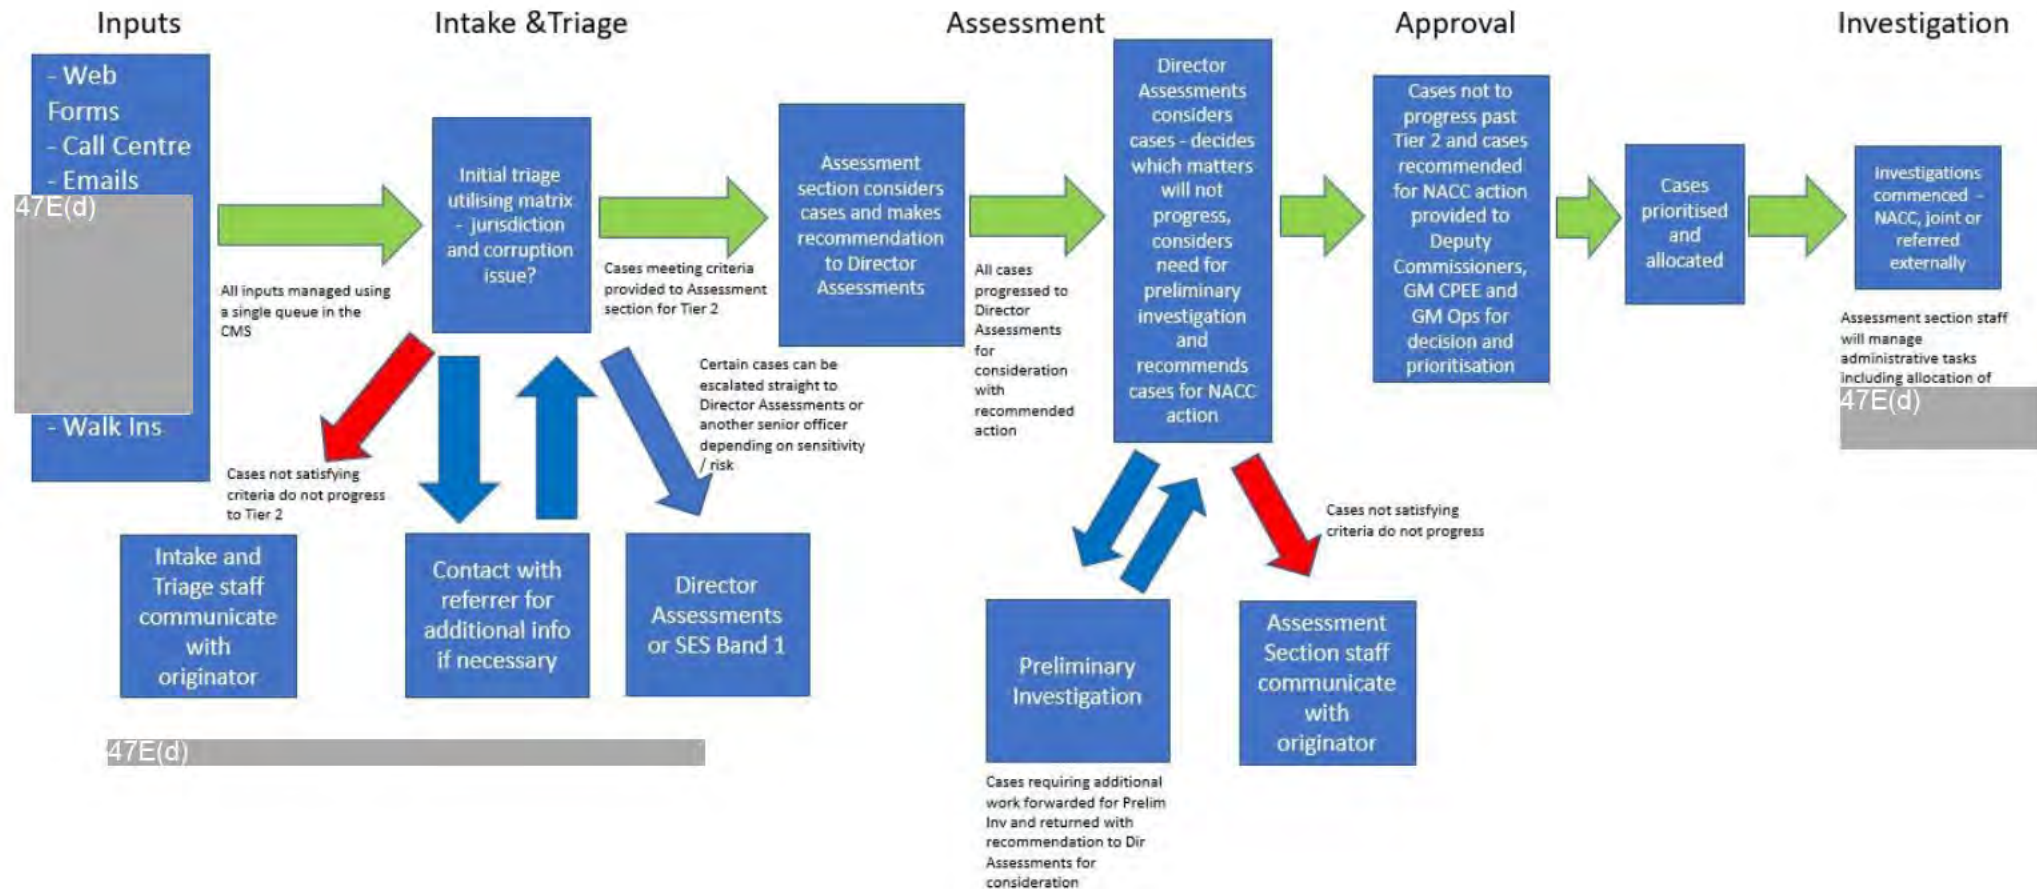 Inputs
Intake &Triage
Assessment
Approval
Investigation
- Web
Forms
- Call Centre
- Emails
47E(d)
- Walk Ins
All inputs managed using
a single queue in the
CMS
Initial triage
utilising matrix
- jurisdiction
and corruption
issue?
Cases meeting criteria
provided to Assessment
section for Tier 2
Assessment
section considers
cases and makes
recommendation
to Director
Assessments
All cases
progressed to
Director
Assessments
for
consideration
with
recommended
action
Director
Assessments
considers
cases - decides
which matters
will not
progress,
considers
need for
preliminary
investigation
and
recommends
cases for NACC
action
Cases not to
progress past
Tier 2 and cases
recommended
for NACC action
provided to
Deputy
Commissioners,
GM CPEE and
GM Ops for
decision and
prioritisation
Cases
prioritised
and
allocated
Investigations
commenced -
NACC, joint or
referred
externally
Assessment section staff
will manage
administrative tasks
including allocation of
47E(d)
Cases not satisfying
criteria do not progress
to Tier 2
Certain cases can be
escalated straight to
Director Assessments or
another senior officer
depending on sensitivity
/ risk
Cases not satisfying
criteria do not progress
Intake and
Triage staff
communicate
with
originator
Contact with
referrer for
additional info
if necessary
Director
Assessments
or SES Band 1
Preliminary
Investigation
Assessment
Section staff
communicate
with
originator
47E(d)
Cases requiring additional
work forwarded for Prelim
Inv and returned with
recommendation to Dir
Assessments for
consideration